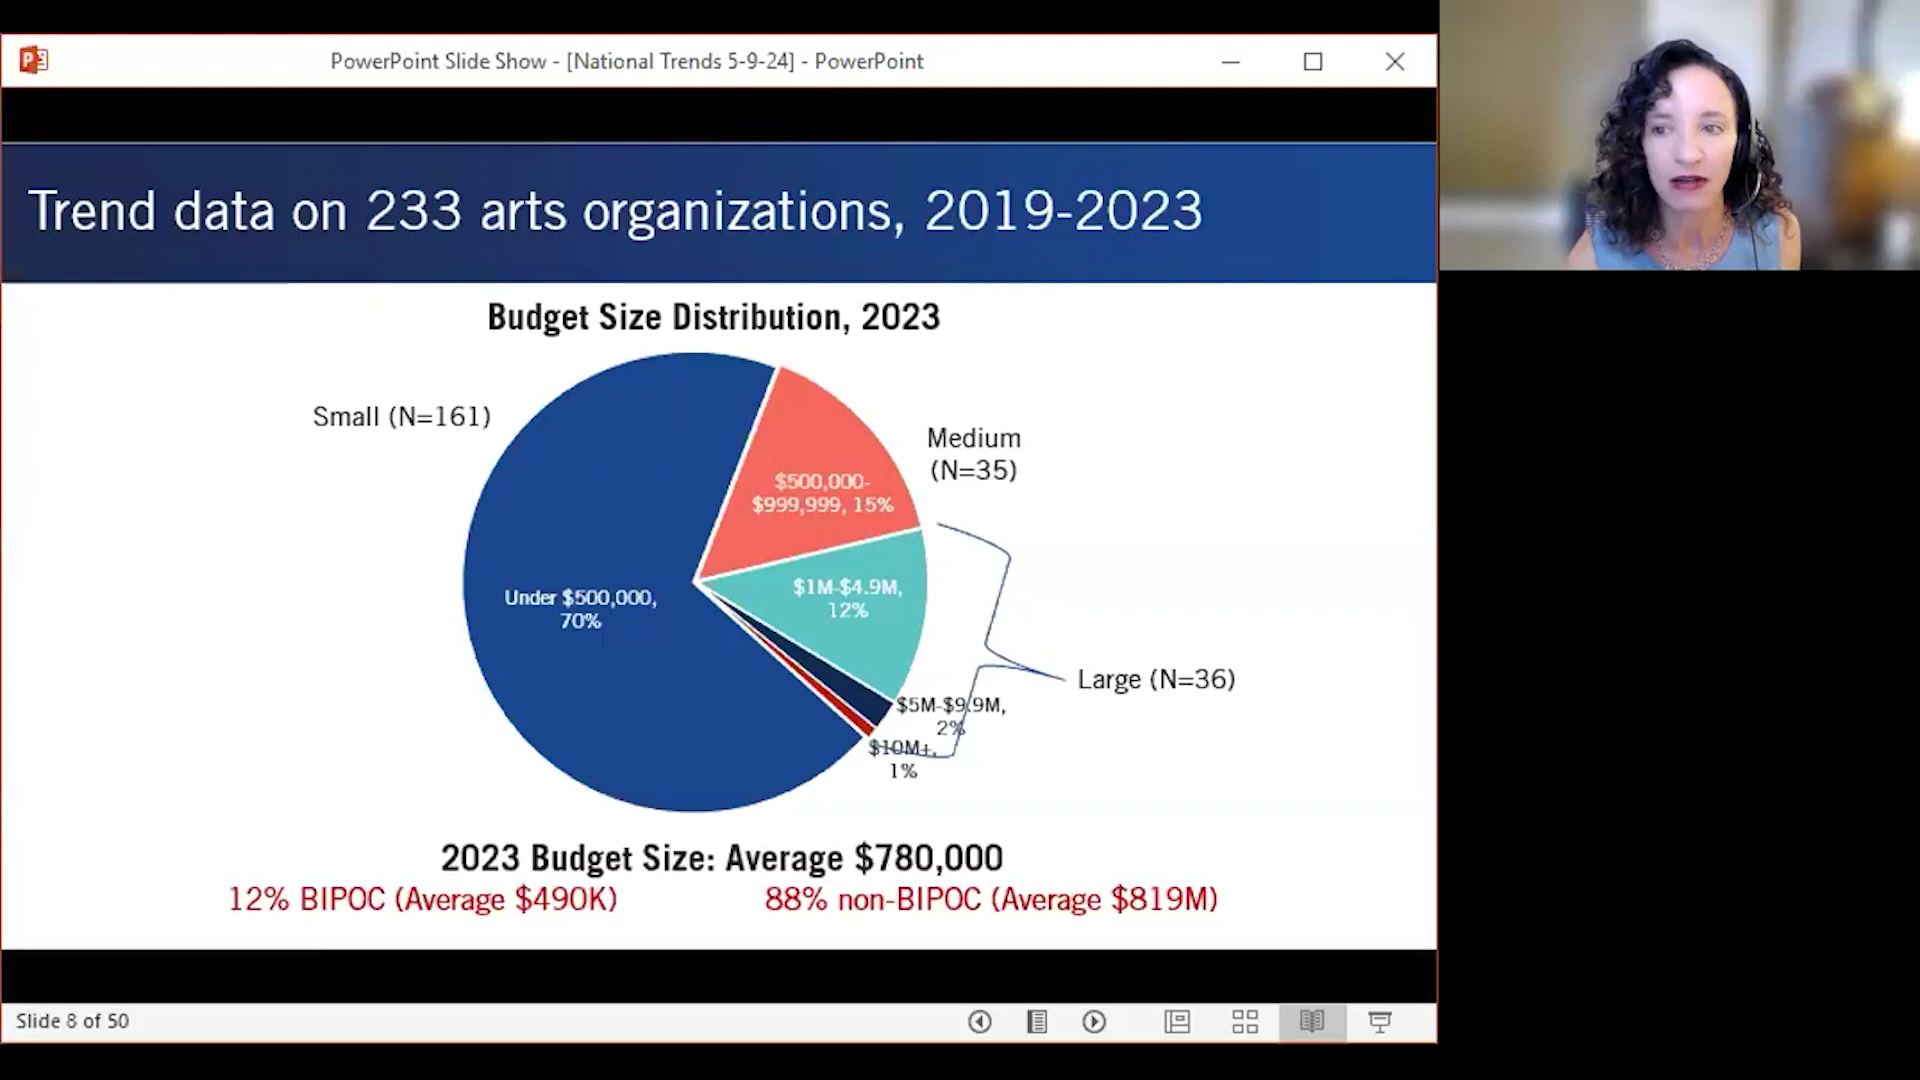 PowerPoint Slide Show - [National Trends 5-9-24] - PowerPoint
Trend data on 233 arts organizations, 2019-2023
Budget Size Distribution, 2023
Small (N=161)
Medium
(N=35)
$500,000-
$999,999, 15%
$1M-$4.9M,
12%
Under $500,000,
70%
Large (N=36)
$5M-$9.9M,
2%
$10M+,
1%
2023 Budget Size: Average $780,000
12% BIPOC (Average $490K)
88% non-BIPOC (Average $819M)
Slide 8 of 50